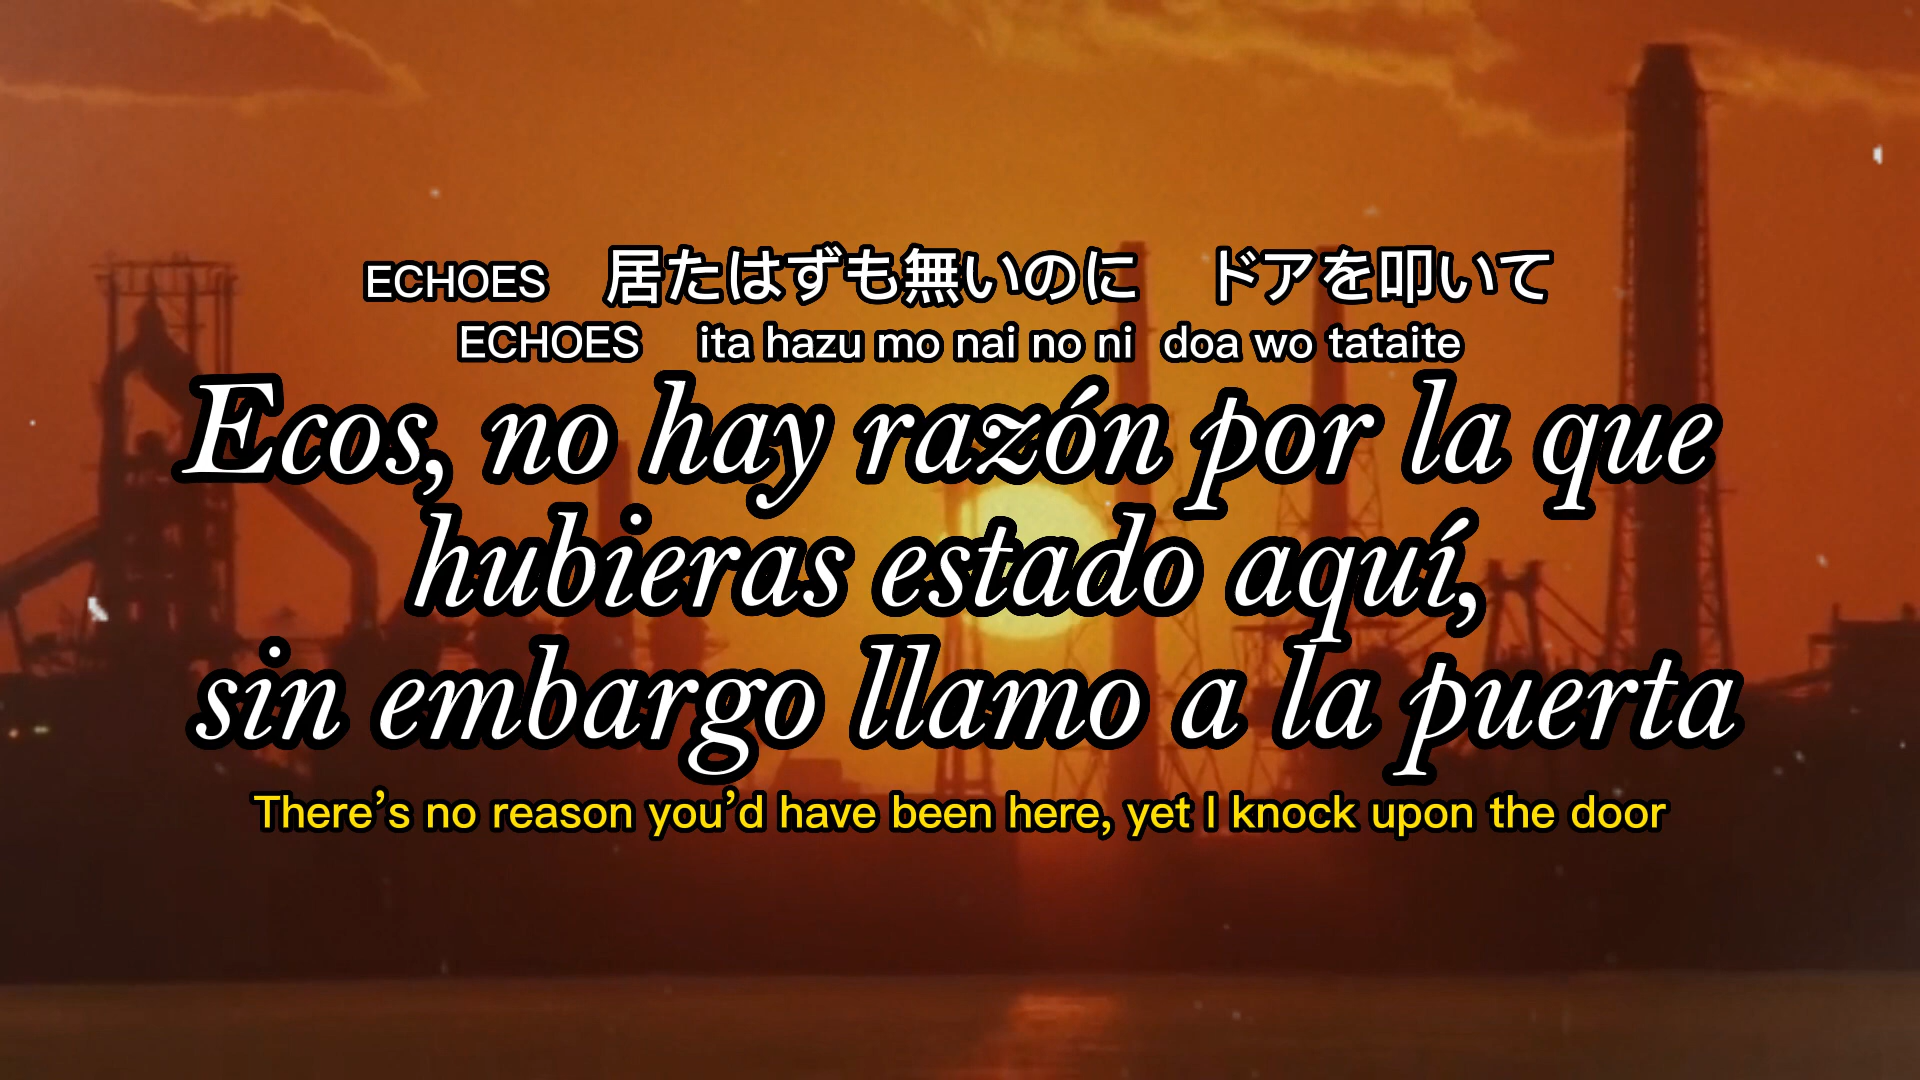 ECHOES 居たはずも無いのに ドアを叩いて
ECHOES ita hazu mo nai no ni doa wo tataite
Ecos, no hay razón por la que
hubieras estado aquí,
sin embargo llamo a la puerta
There’s no reason you’d have been here, yet I knock upon the door